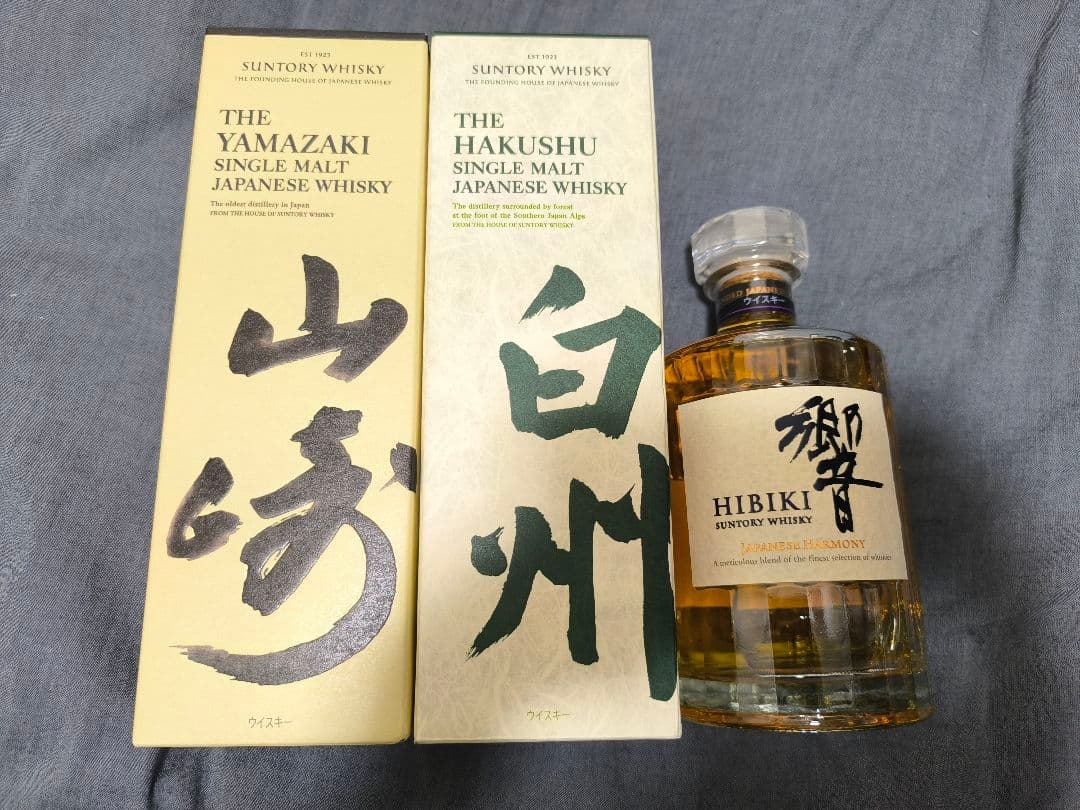 EST 1923
SUNTORY WHISKY
THE FOUNDING HOUSE OF JAPANESE WHISKY
THE
YAMAZAKI
SINGLE MALT
JAPANESE WHISKY
The oldest distillery in Japan
FROM THE HOUSE OF SUNTORY WHISKY
山
崎
ウイスキー
EST 1923
SUNTORY WHISKY
THE FOUNDING HOUSE OF JAPANESE WHISKY
THE
HAKUSHU
SINGLE MALT
JAPANESE WHISKY
The distillery surrounded by forest
at the foot of the Southern Japan Alps
FROM THE HOUSE OF SUNTORY WHISKY
白
州
ウイスキー
JAPANESE
ウイスキー
響
HIBIKI
SUNTORY WHISKY
JAPANESE HARMONY
A meticulous blend of the finest selection of whiskies